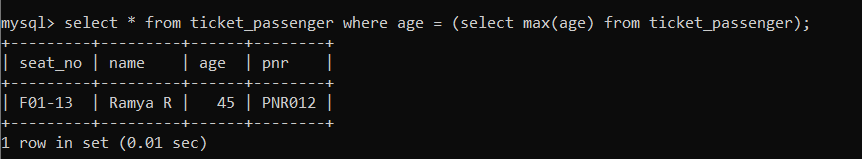 mysql> select * from ticket_passenger where age = (select max(age) from ticket_passenger);
+---------+---------+------+--------+
| seat_no | name    | age  | pnr    |
+---------+---------+------+--------+
| F01-13  | Ramya R |   45 | PNR012 |
+---------+---------+------+--------+
1 row in set (0.01 sec)